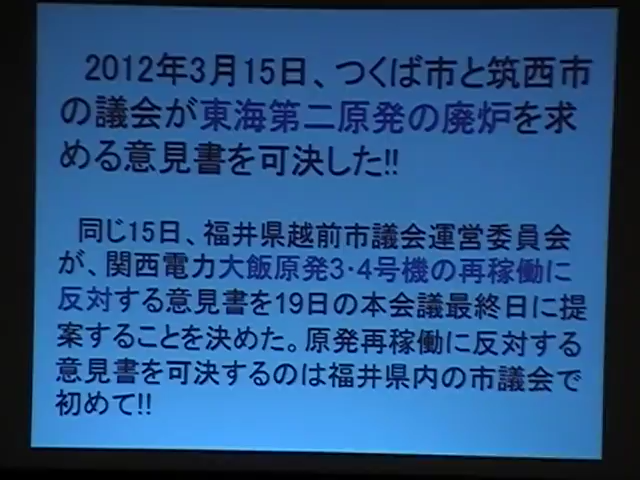 2012年3月15日、つくば市と筑西市
の議会が東海第二原発の廃炉を求
める意見書を可決した!!
同じ15日、福井県越前市議会運営委員会
が、関西電力大飯原発3・4号機の再稼働に
反対する意見書を19日の本会議最終日に提
案することを決めた。原発再稼働に反対する
意見書を可決するのは福井県内の市議会で
初めて!!